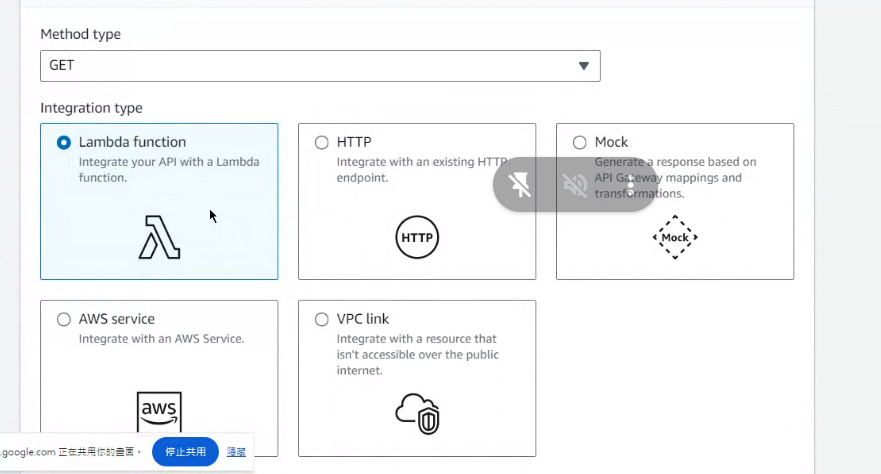 Method type
GET
Integration type
Lambda function
Integrate your API with a Lambda
function.
HTTP
Integrate with an existing HTTP
endpoint.
HTTP
Mock
Generate a response based on
API Gateway mappings and
transformations.
Mock
AWS service
Integrate with an AWS Service.
aws
VPC link
Integrate with a resource that
isn't accessible over the public
internet.
.google.com 正在共用你的畫面。
停止共用
隱藏